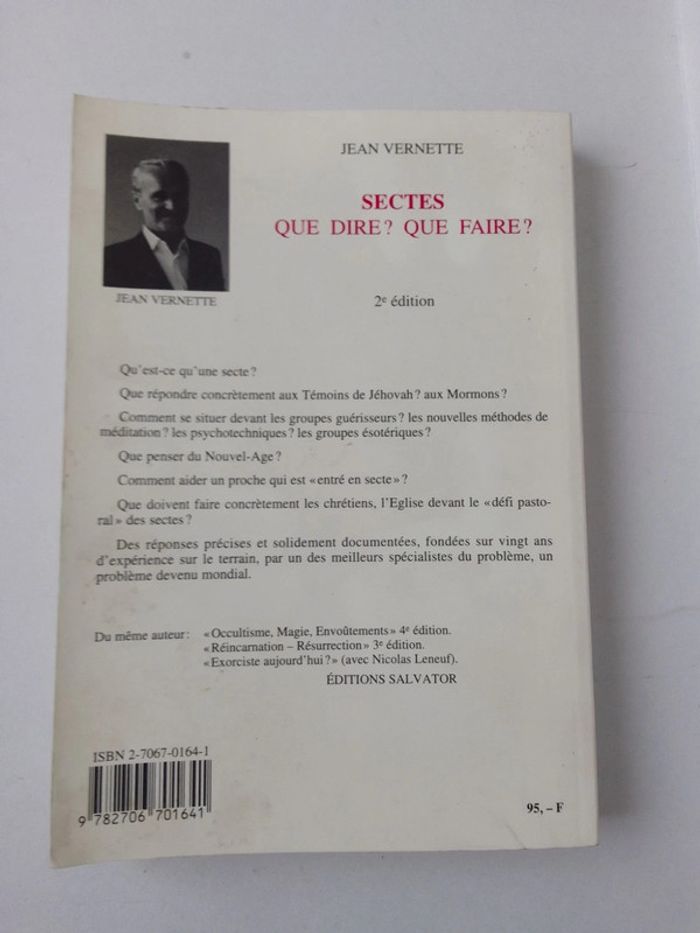 JEAN VERNETTE
SECTES
QUE DIRE? QUE FAIRE?
JEAN VERNETTE
2e édition
Qu'est-ce qu'une secte?
Que répondre concrètement aux Témoins de Jéhovah? aux Mormons?
Comment se situer devant les groupes guérisseurs? les nouvelles méthodes de
méditation? les psychotechniques? les groupes ésotériques?
Que penser du Nouvel-Age?
Comment aider un proche qui est «entré en secte»?
Que doivent faire concrètement les chrétiens, l'Eglise devant le «défi pasto-
ral» des sectes?
Des réponses précises et solidement documentées, fondées sur vingt ans
d'expérience sur le terrain, par un des meilleurs spécialistes du problème, un
problème devenu mondial.
Du même auteur: «Occultisme, Magie, Envoûtements» 4e édition.
«Réincarnation – Résurrection» 3e édition.
«Exorciste aujourd'hui?» (avec Nicolas Leneuf).
ÉDITIONS SALVATOR
ISBN 2-7067-0164-1
9 782706 701641
95,–F